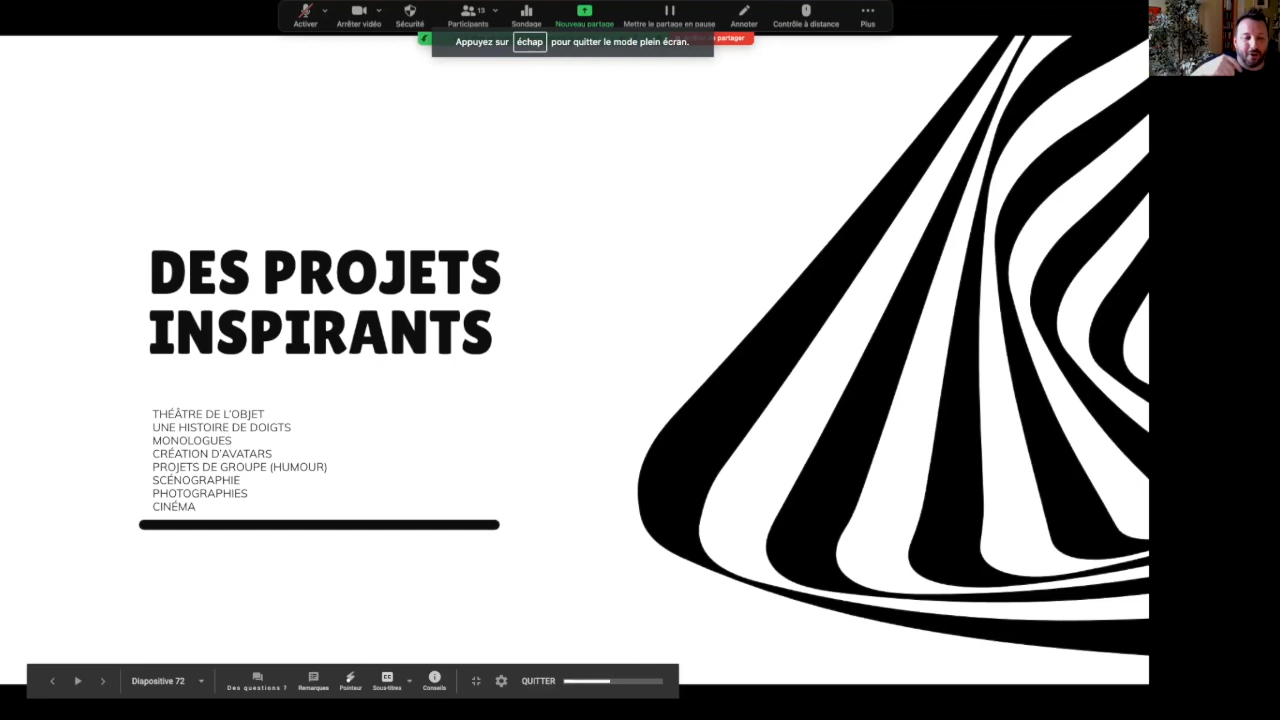 Activer
Arrêter vidéo
Sécurité
Participants
13
Sondage
Nouveau partage
Mettre le partage en pause
Annoter
Contrôle à distance
Plus
Appuyez sur échap pour quitter le mode plein écran.
partager
DES PROJETS
INSPIRANTS
THÉÂTRE DE L'OBJET
UNE HISTOIRE DE DOIGTS
MONOLOGUES
CRÉATION D'AVATARS
PROJETS DE GROUPE (HUMOUR)
SCÉNOGRAPHIE
PHOTOGRAPHIES
CINÉMA
Diapositive 72
Des questions ?
Remarques
Pointeur
CC
Sous-titres
Conseils
QUITTER